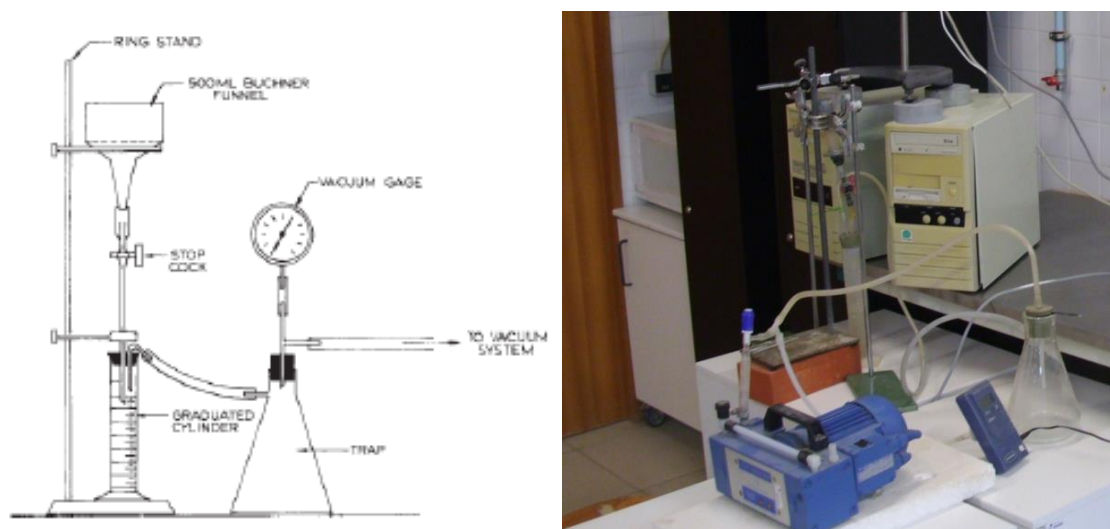 RING STAND
500ML BUCHNER
FUNNEL
VACUUM GAGE
STOP
COCK
TO VACUUM
SYSTEM
GRADUATED
CYLINDER
TRAP